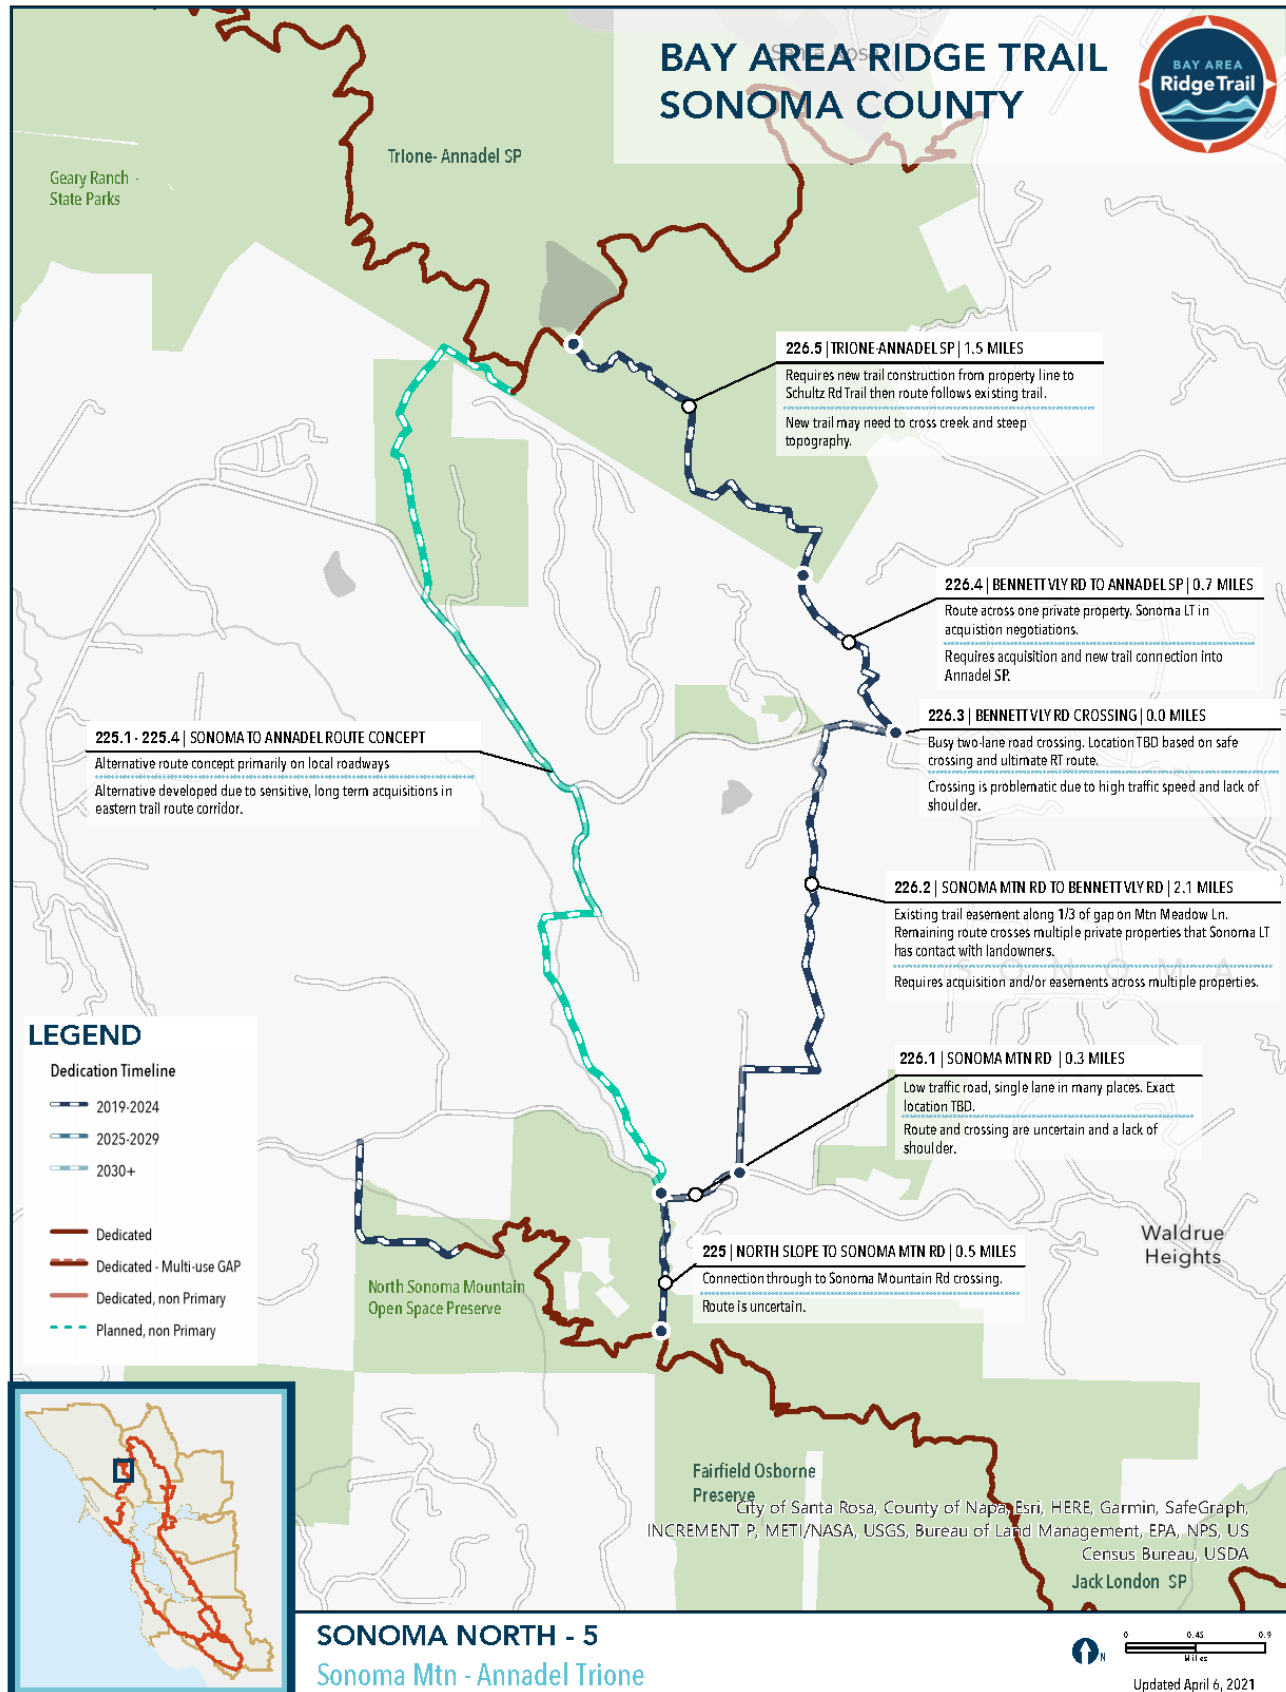 BAY AREA RIDGE TRAIL
SONOMA COUNTY
Santa Rosa
BAY AREA
Ridge Trail
Trione- Annadel SP
Geary Ranch -
State Parks
226.5 | TRIONE-ANNADEL SP | 1.5 MILES
Requires new trail construction from property line to
Schultz Rd Trail then route follows existing trail.
New trail may need to cross creek and steep
topography.
226.4 | BENNETT VLY RD TO ANNADEL SP | 0.7 MILES
Route across one private property. Sonoma LT in
acquistion negotiations.
Requires acquisition and new trail connection into
Annadel SP.
226.3 | BENNETT VLY RD CROSSING | 0.0 MILES
Busy two-lane road crossing. Location TBD based on safe
crossing and ultimate RT route.
Crossing is problematic due to high traffic speed and lack of
shoulder.
225.1 - 225.4 | SONOMA TO ANNADEL ROUTE CONCEPT
Alternative route concept primarily on local roadways
Alternative developed due to sensitive, long term acquisitions in
eastern trail route corridor.
226.2 | SONOMA MTN RD TO BENNETT VLY RD | 2.1 MILES
Existing trail easement along 1/3 of gap on Mtn Meadow Ln.
Remaining route crosses multiple private properties that Sonoma LT
has contact with landowners.
SONOMA
Requires acquisition and/or easements across multiple properties.
226.1 | SONOMA MTN RD | 0.3 MILES
Low traffic road, single lane in many places. Exact
location TBD.
Route and crossing are uncertain and a lack of
shoulder.
LEGEND
Dedication Timeline
2019-2024
2025-2029
2030+
Dedicated
Dedicated - Multi-use GAP
Dedicated, non Primary
Planned, non Primary
Waldrue
Heights
225 | NORTH SLOPE TO SONOMA MTN RD | 0.5 MILES
Connection through to Sonoma Mountain Rd crossing.
Route is uncertain.
North Sonoma Mountain
Open Space Preserve
Fairfield Osborne
Preserve
City of Santa Rosa, County of Napa, Esri, HERE, Garmin, SafeGraph,
INCREMENT P, METI/NASA, USGS, Bureau of Land Management, EPA, NPS, US
Census Bureau, USDA
Jack London SP
SONOMA NORTH - 5
Sonoma Mtn - Annadel Trione
N
0 0.45 0.9
Miles
Updated April 6, 2021